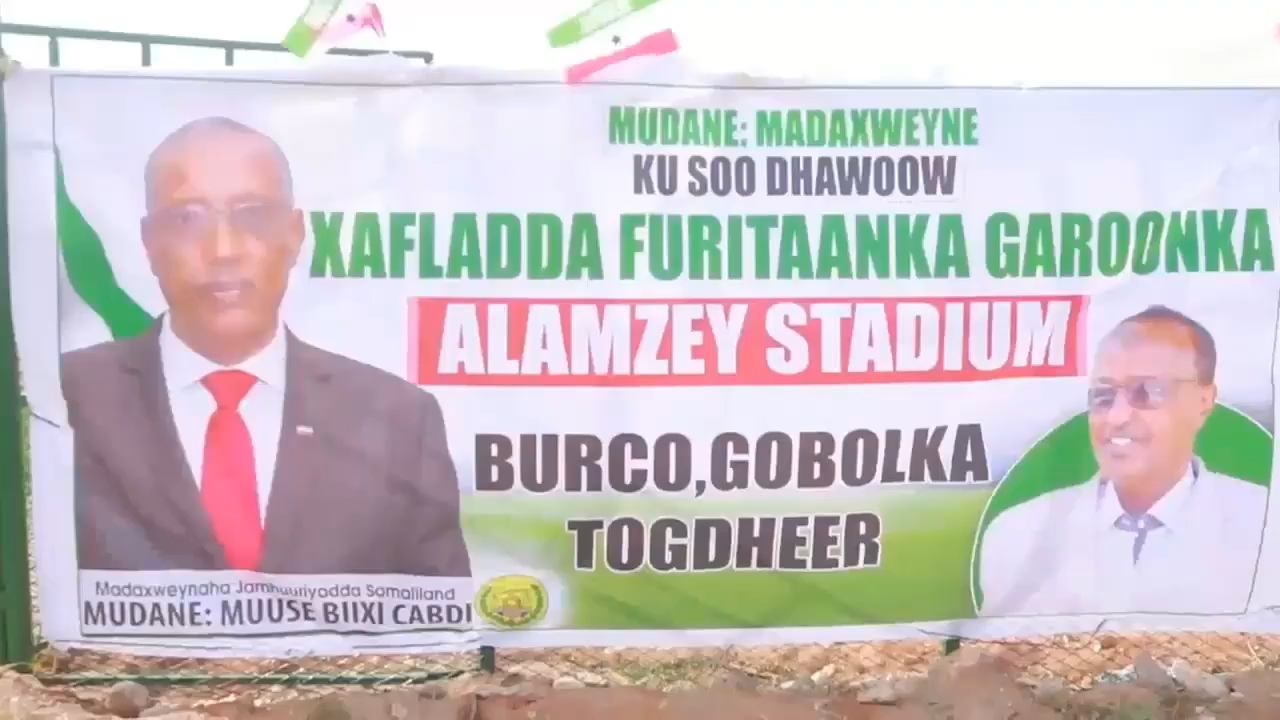 MUDANE: MADAXWEYNE
KU SOO DHAWOOW
XAFLADDA FURITAANKA GAROONKA
ALAMZEY STADIUM
BURCO,GOBOLKA
TOGDHEER
Madaxweynaha Jamhuuriyadda Somaliland
MUDANE: MUUSE BIIXI CABDI